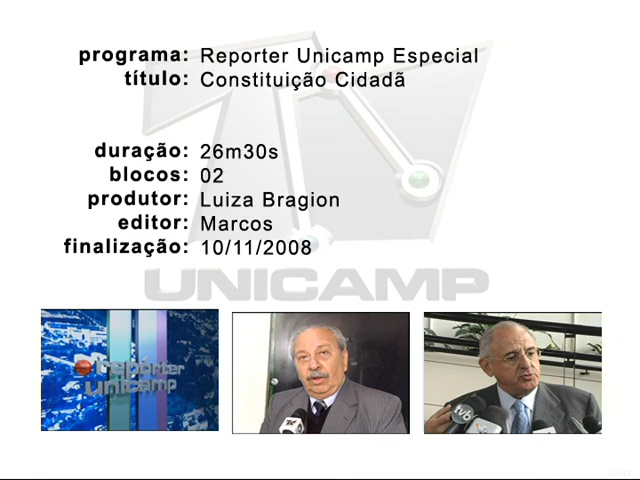 programa: Reporter Unicamp Especial
título: Constituição Cidadã
duração: 26m30s
blocos: 02
produtor: Luiza Bragion
editor: Marcos
finalização: 10/11/2008
UNICAMP
repórter
unicamp
tvb